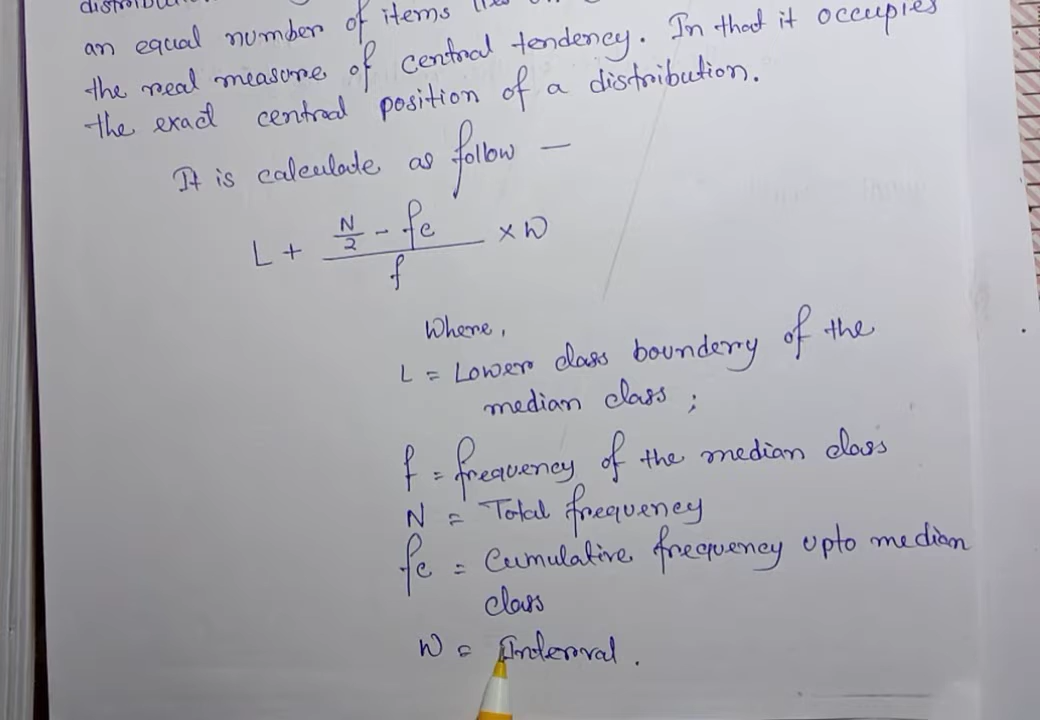 an equal number of items
the real measure of central tendency. In that it occupies
the exact central position of a distribution.
It is calculate as follow —
L + (N/2 - fc)/f × W
Where,
L = Lower class boundery of the
median class ;
f = frequency of the median class
N = Total frequency
fc = Cumulative frequency upto median
class
W = Interval.